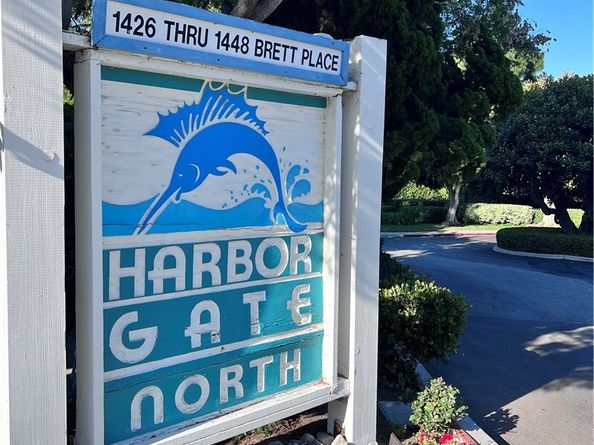 1426 THRU 1448 BRETT PLACE
HARBOR
GATE
NORTH